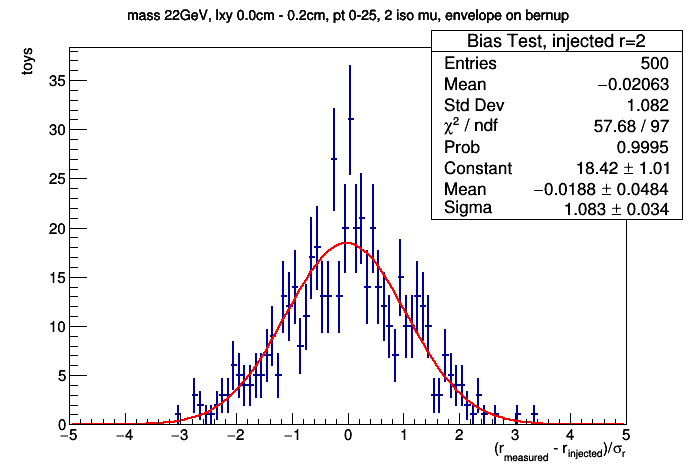 mass 22GeV, lxy 0.0cm - 0.2cm, pt 0-25, 2 iso mu, envelope on bernup
Bias Test, injected r=2
Entries 500
Mean −0.02063
Std Dev 1.082
χ² / ndf 57.68 / 97
Prob 0.9995
Constant 18.42 ± 1.01
Mean −0.0188 ± 0.0484
Sigma 1.083 ± 0.034
toys
35
30
25
20
15
10
5
0
−5 −4 −3 −2 −1 0 1 2 3 4 5
(r_measured - r_injected)/σ_r